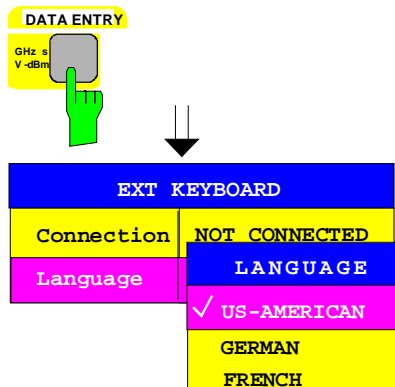 DATA ENTRY
GHz s
V -dBm
EXT KEYBOARD
Connection NOT CONNECTED
Language
LANGUAGE
✓ US-AMERICAN
GERMAN
FRENCH